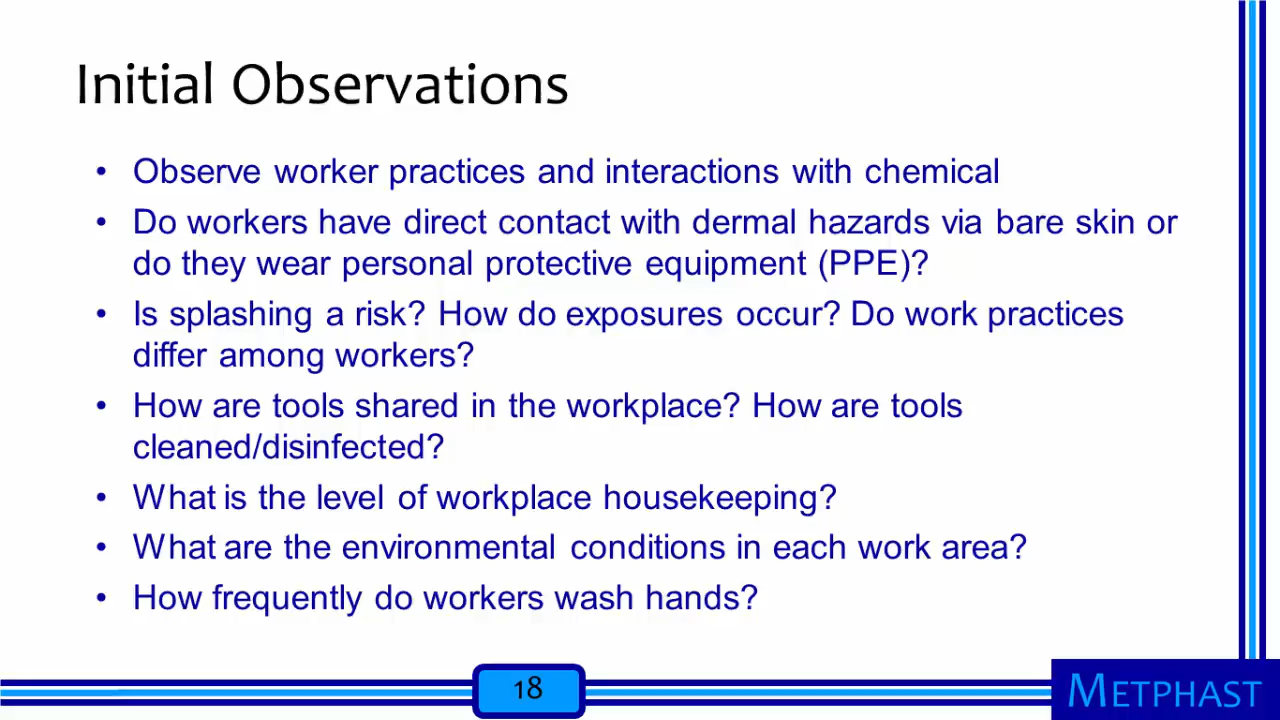 Initial Observations
• Observe worker practices and interactions with chemical
• Do workers have direct contact with dermal hazards via bare skin or
do they wear personal protective equipment (PPE)?
• Is splashing a risk? How do exposures occur? Do work practices
differ among workers?
• How are tools shared in the workplace? How are tools
cleaned/disinfected?
• What is the level of workplace housekeeping?
• What are the environmental conditions in each work area?
• How frequently do workers wash hands?
18
METPHAST